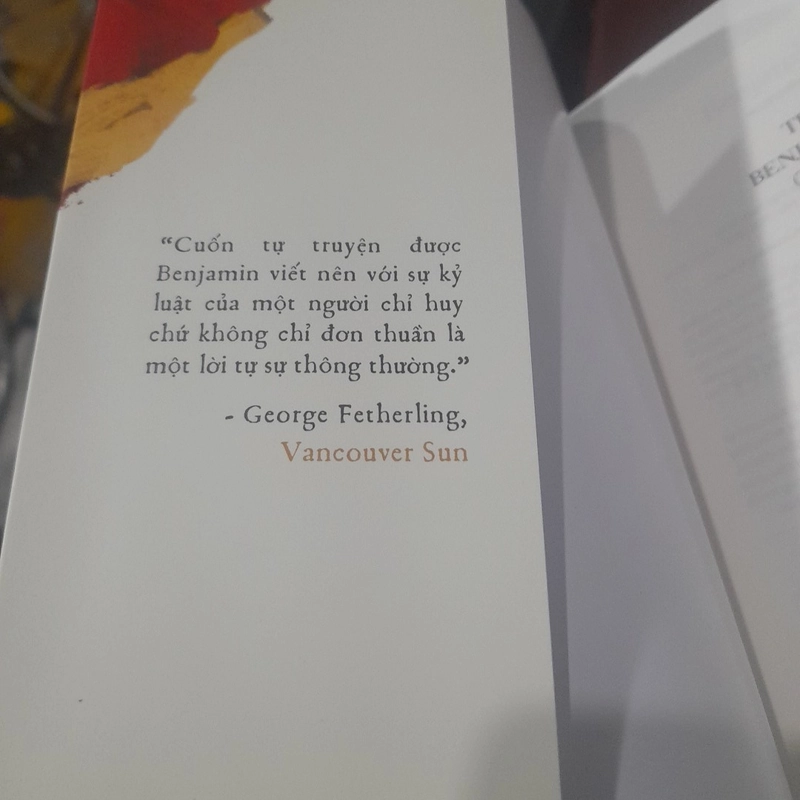 “Cuốn tự truyện được
Benjamin viết nên với sự kỷ
luật của một người chỉ huy
chứ không chỉ đơn thuần là
một lời tự sự thông thường.”
- George Fetherling,
Vancouver Sun